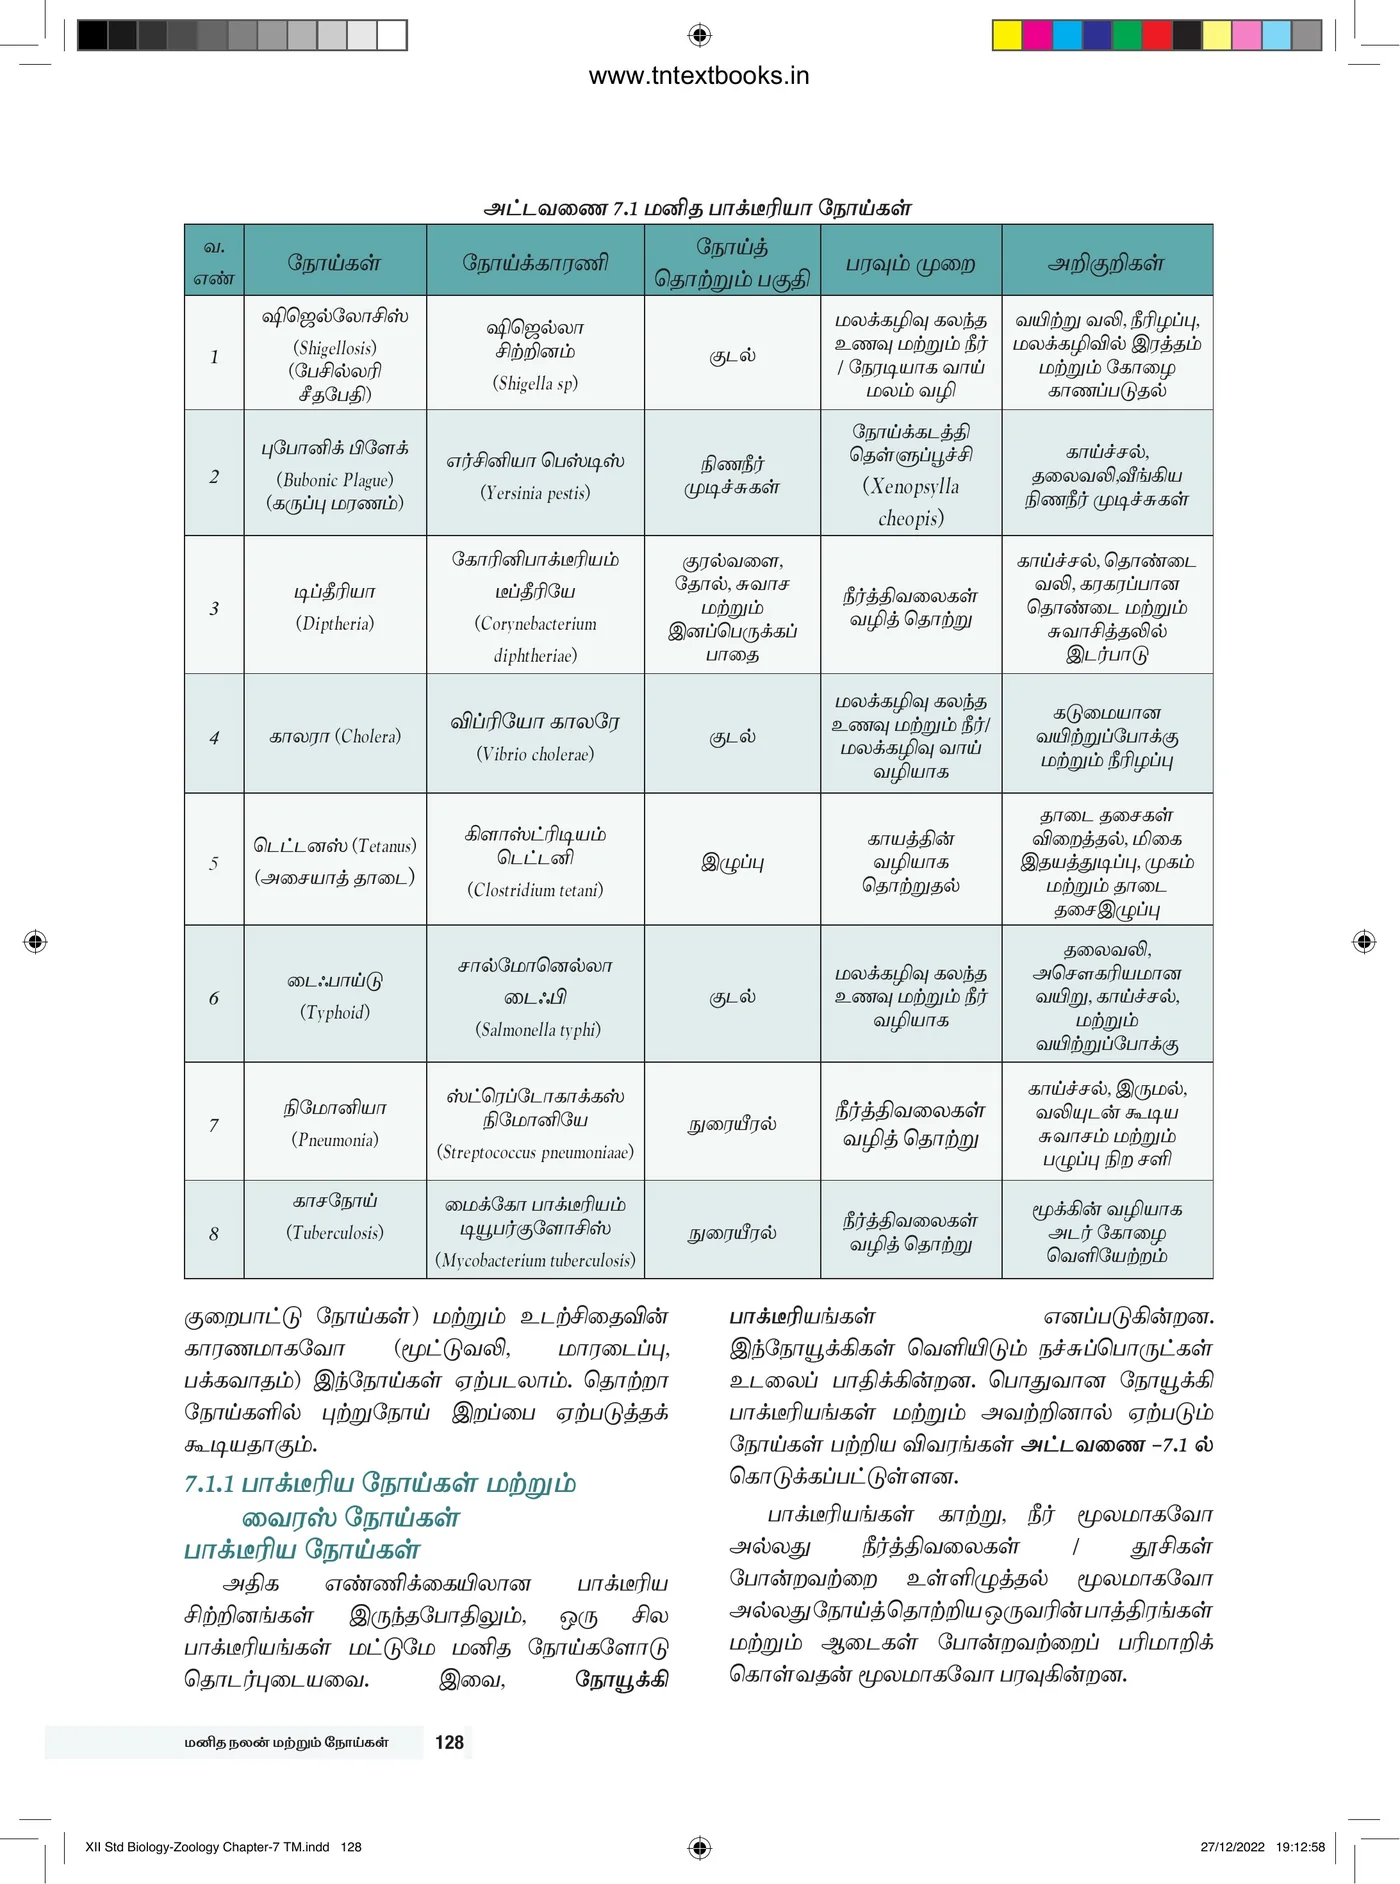 www.tntextbooks.in
அட்டவணை 7.1 மனித பாக்டீரியா நோய்கள்
வ.
எண்
நோய்கள்
நோய்க்காரணி
நோய்த்
தொற்றும் பகுதி
பரவும் முறை
அறிகுறிகள்
1
ஷிஜெல்லோசிஸ்
(Shigellosis)
(பேசில்லரி
சீதபேதி)
ஷிஜெல்லா
சிற்றினம்
(Shigella sp)
குடல்
மலக்கழிவு கலந்த
உணவு மற்றும் நீர்
/ நேரடியாக வாய்
மலம் வழி
வயிற்று வலி, நீரிழப்பு,
மலக்கழிவில் இரத்தம்
மற்றும் கோழை
காணப்படுதல்
2
புபோனிக் பிளேக்
(Bubonic Plague)
(கருப்பு மரணம்)
எர்சினியா பெஸ்டிஸ்
(Yersinia pestis)
நிணநீர்
முடிச்சுகள்
நோய்க்கடத்தி
தெள்ளுப்பூச்சி
(Xenopsylla
cheopis)
காய்ச்சல்,
தலைவலி,வீங்கிய
நிணநீர் முடிச்சுகள்
3
டிப்தீரியா
(Diptheria)
கோரினிபாக்டீரியம்
டீப்தீரியே
(Corynebacterium
diphtheriae)
குரல்வளை,
தோல், சுவாச
மற்றும்
இனப்பெருக்கப்
பாதை
நீர்த்திவலைகள்
வழித் தொற்று
காய்ச்சல், தொண்டை
வலி, கரகரப்பான
தொண்டை மற்றும்
சுவாசித்தலில்
இடர்பாடு
4
காலரா (Cholera)
விப்ரியோ காலரே
(Vibrio cholerae)
குடல்
மலக்கழிவு கலந்த
உணவு மற்றும் நீர்/
மலக்கழிவு வாய்
வழியாக
கடுமையான
வயிற்றுப்போக்கு
மற்றும் நீரிழப்பு
5
டெட்டனஸ் (Tetanus)
(அசையாத் தாடை)
கிளாஸ்ட்ரிடியம்
டெட்டனி
(Clostridium tetani)
இழுப்பு
காயத்தின்
வழியாக
தொற்றுதல்
தாடை தசைகள்
விறைத்தல், மிகை
இதயத்துடிப்பு, முகம்
மற்றும் தாடை
தசைஇழுப்பு
6
டைஃபாய்டு
(Typhoid)
சால்மோனெல்லா
டைஃபி
(Salmonella typhi)
குடல்
மலக்கழிவு கலந்த
உணவு மற்றும் நீர்
வழியாக
தலைவலி,
அசௌகரியமான
வயிறு, காய்ச்சல்,
மற்றும்
வயிற்றுப்போக்கு
7
நிமோனியா
(Pneumonia)
ஸ்ட்ரெப்டோகாக்கஸ்
நிமோனியே
(Streptococcus pneumoniaae)
நுரையீரல்
நீர்த்திவலைகள்
வழித் தொற்று
காய்ச்சல், இருமல்,
வலியுடன் கூடிய
சுவாசம் மற்றும்
பழுப்பு நிற சளி
8
காசநோய்
(Tuberculosis)
மைக்கோ பாக்டீரியம்
டியூபர்குளோசிஸ்
(Mycobacterium tuberculosis)
நுரையீரல்
நீர்த்திவலைகள்
வழித் தொற்று
மூக்கின் வழியாக
அடர் கோழை
வெளியேற்றம்
குறைபாட்டு நோய்கள்) மற்றும் உடற்சிதைவின்
காரணமாகவோ (மூட்டுவலி, மாரடைப்பு,
பக்கவாதம்) இந்நோய்கள் ஏற்படலாம். தொற்றா
நோய்களில் புற்றுநோய் இறப்பை ஏற்படுத்தக்
கூடியதாகும்.
7.1.1 பாக்டீரிய நோய்கள் மற்றும்
வைரஸ் நோய்கள்
பாக்டீரிய நோய்கள்
அதிக எண்ணிக்கையிலான பாக்டீரிய
சிற்றினங்கள் இருந்தபோதிலும், ஒரு சில
பாக்டீரியங்கள் மட்டுமே மனித நோய்களோடு
தொடர்புடையவை. இவை, நோயூக்கி
பாக்டீரியங்கள் எனப்படுகின்றன.
இந்நோயூக்கிகள் வெளியிடும் நச்சுப்பொருட்கள்
உடலைப் பாதிக்கின்றன. பொதுவான நோயூக்கி
பாக்டீரியங்கள் மற்றும் அவற்றினால் ஏற்படும்
நோய்கள் பற்றிய விவரங்கள் அட்டவணை –7.1 ல்
கொடுக்கப்பட்டுள்ளன.
பாக்டீரியங்கள் காற்று, நீர் மூலமாகவோ
அல்லது நீர்த்திவலைகள் / தூசிகள்
போன்றவற்றை உள்ளிழுத்தல் மூலமாகவோ
அல்லது நோய்த்தொற்றிய ஒருவரின் பாத்திரங்கள்
மற்றும் ஆடைகள் போன்றவற்றைப் பரிமாறிக்
கொள்வதன் மூலமாகவோ பரவுகின்றன.
மனித நலன் மற்றும் நோய்கள் 128
XII Std Biology-Zoology Chapter-7 TM.indd 128
27/12/2022 19:12:58